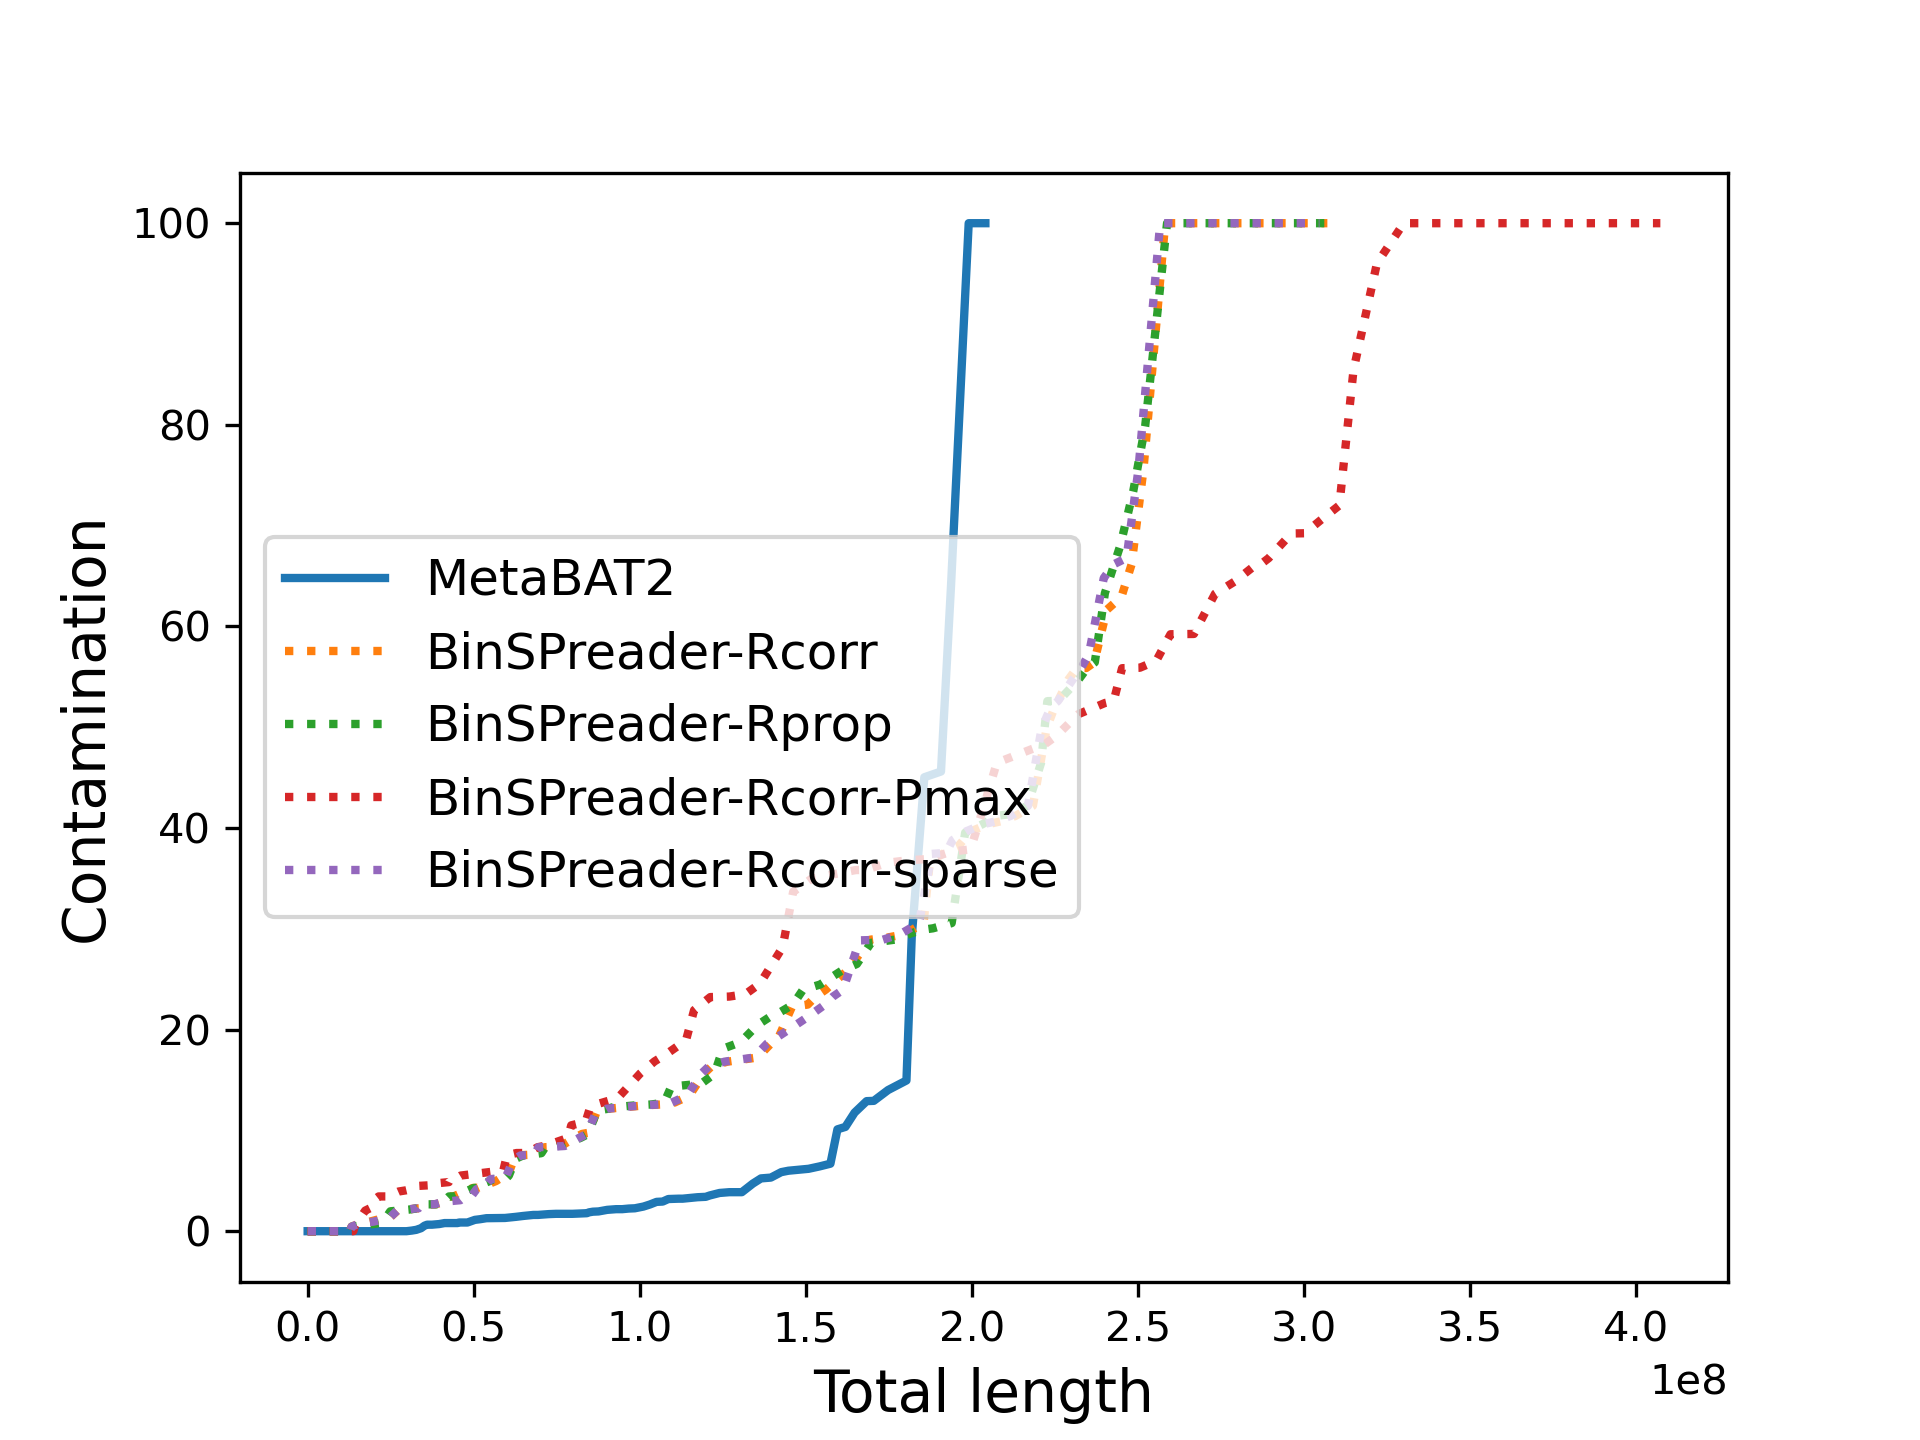 100
80
60
40
20
0
Contamination
MetaBAT2
BinSPreader-Rcorr
BinSPreader-Rprop
BinSPreader-Rcorr-Pmax
BinSPreader-Rcorr-sparse
0.0 0.5 1.0 1.5 2.0 2.5 3.0 3.5 4.0
1e8
Total length